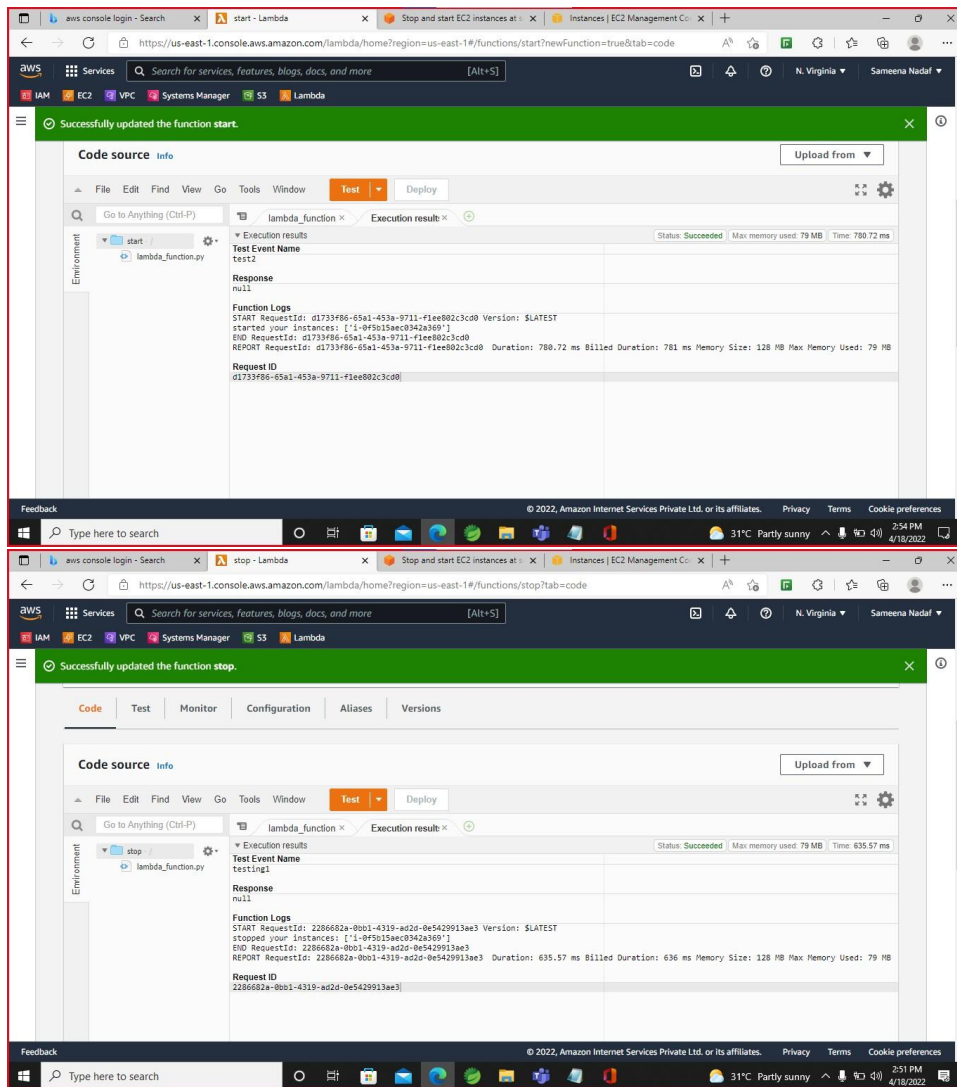 aws console login - Search
start - Lambda
Stop and start EC2 instances at s
Instances | EC2 Management Co
https://us-east-1.console.aws.amazon.com/lambda/home?region=us-east-1#/functions/start?newFunction=true&tab=code
aws
Services
Search for services, features, blogs, docs, and more
[Alt+S]
N. Virginia
Sameena Nadaf
IAM
EC2
VPC
Systems Manager
S3
Lambda
Successfully updated the function start.
Code source Info
Upload from
File Edit Find View Go Tools Window
Test
Deploy
Go to Anything (Ctrl-P)
lambda_function
Execution result:
Environment
start /
lambda_function.py
Execution results
Status: Succeeded
Max memory used: 79 MB
Time: 780.72 ms
Test Event Name
test2
Response
null
Function Logs
START RequestId: d1733f86-65a1-453a-9711-f1ee802c3cd0 Version: $LATEST
started your instances: ['i-0f5b15aec0342a369']
END RequestId: d1733f86-65a1-453a-9711-f1ee802c3cd0
REPORT RequestId: d1733f86-65a1-453a-9711-f1ee802c3cd0 Duration: 780.72 ms Billed Duration: 781 ms Memory Size: 128 MB Max Memory Used: 79 MB
Request ID
d1733f86-65a1-453a-9711-f1ee802c3cd0
Feedback
© 2022, Amazon Internet Services Private Ltd. or its affiliates.
Privacy
Terms
Cookie preferences
Type here to search
31°C Partly sunny
2:54 PM
4/18/2022
aws console login - Search
stop - Lambda
Stop and start EC2 instances at s
Instances | EC2 Management Co
https://us-east-1.console.aws.amazon.com/lambda/home?region=us-east-1#/functions/stop?tab=code
aws
Services
Search for services, features, blogs, docs, and more
[Alt+S]
N. Virginia
Sameena Nadaf
IAM
EC2
VPC
Systems Manager
S3
Lambda
Successfully updated the function stop.
Code
Test
Monitor
Configuration
Aliases
Versions
Code source Info
Upload from
File Edit Find View Go Tools Window
Test
Deploy
Go to Anything (Ctrl-P)
lambda_function
Execution result:
Environment
stop - /
lambda_function.py
Execution results
Status: Succeeded
Max memory used: 79 MB
Time: 635.57 ms
Test Event Name
testing1
Response
null
Function Logs
START RequestId: 2286682a-0bb1-4319-ad2d-0e5429913ae3 Version: $LATEST
stopped your instances: ['i-0f5b15aec0342a369']
END RequestId: 2286682a-0bb1-4319-ad2d-0e5429913ae3
REPORT RequestId: 2286682a-0bb1-4319-ad2d-0e5429913ae3 Duration: 635.57 ms Billed Duration: 636 ms Memory Size: 128 MB Max Memory Used: 79 MB
Request ID
2286682a-0bb1-4319-ad2d-0e5429913ae3
Feedback
© 2022, Amazon Internet Services Private Ltd. or its affiliates.
Privacy
Terms
Cookie preferences
Type here to search
31°C Partly sunny
2:51 PM
4/18/2022